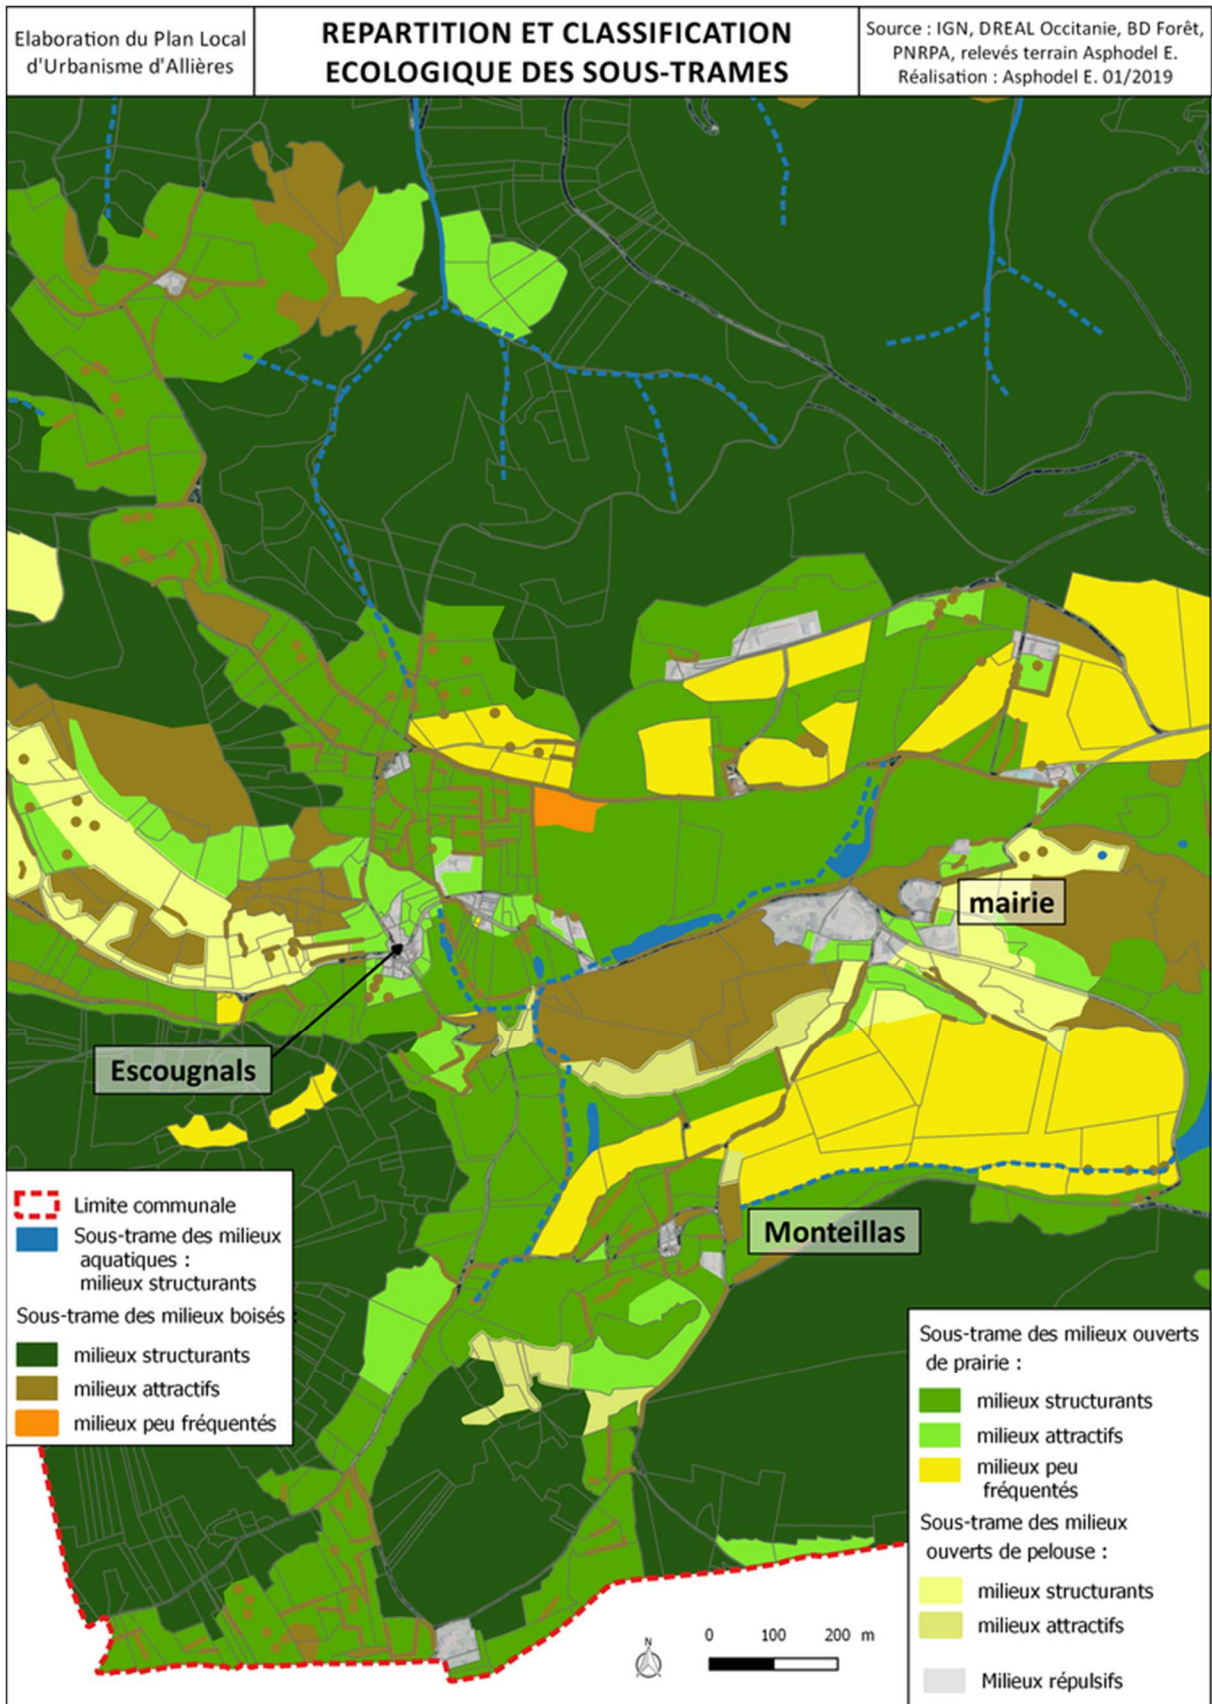 Elaboration du Plan Local
d'Urbanisme d'Allières
REPARTITION ET CLASSIFICATION
ECOLOGIQUE DES SOUS-TRAMES
Source : IGN, DREAL Occitanie, BD Forêt,
PNRPA, relevés terrain Asphodel E.
Réalisation : Asphodel E. 01/2019
mairie
Escougnals
Monteillas
Limite communale
Sous-trame des milieux
aquatiques :
milieux structurants
Sous-trame des milieux boisés :
milieux structurants
milieux attractifs
milieux peu fréquentés
Sous-trame des milieux ouverts
de prairie :
milieux structurants
milieux attractifs
milieux peu
fréquentés
Sous-trame des milieux
ouverts de pelouse :
milieux structurants
milieux attractifs
Milieux répulsifs
N
0 100 200 m